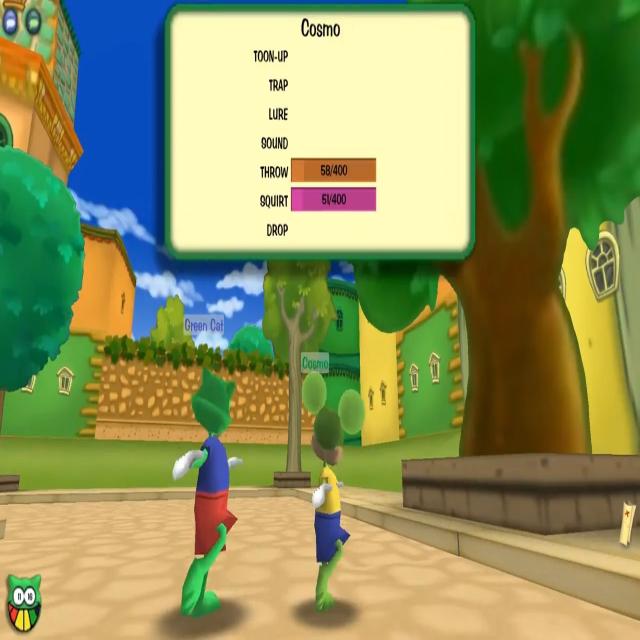 Cosmo
TOON-UP
TRAP
LURE
SOUND
THROW 58/400
SQUIRT 51/400
DROP
Green Cat
Cosmo